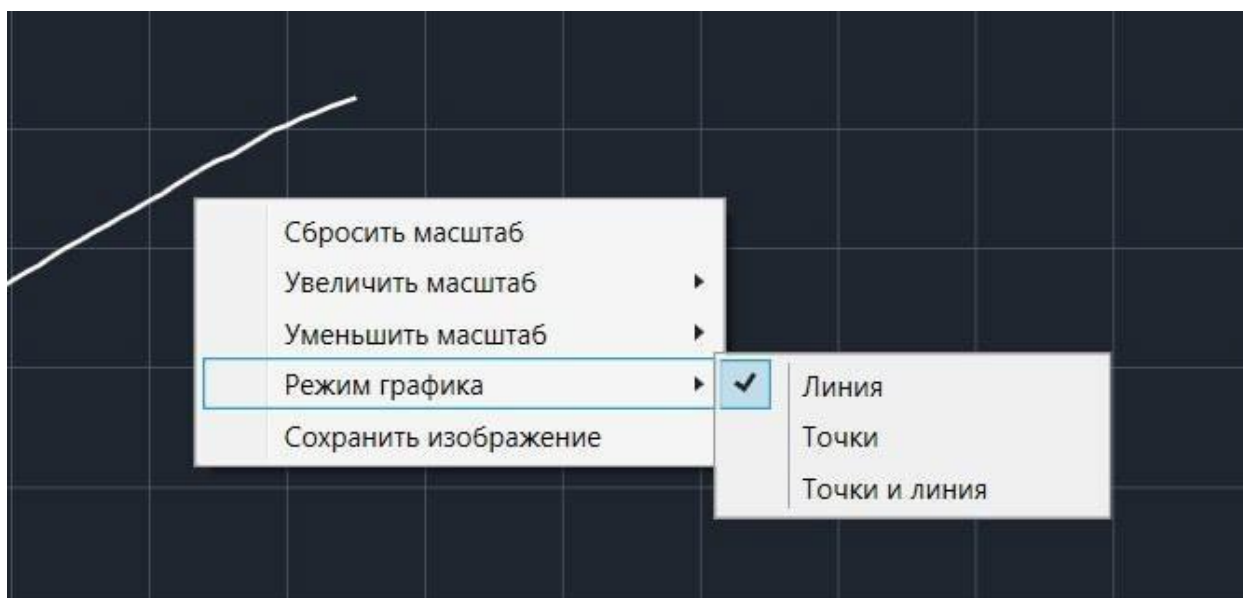 Сбросить масштаб
Увеличить масштаб
Уменьшить масштаб
Режим графика
Сохранить изображение
Линия
Точки
Точки и линия